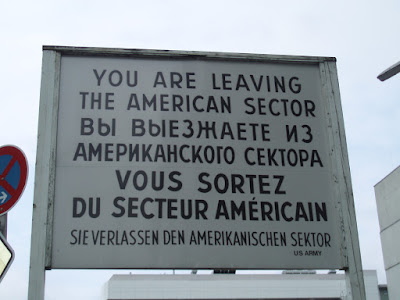 YOU ARE LEAVING
THE AMERICAN SECTOR
ВЫ ВЫЕЗЖАЕТЕ ИЗ
АМЕРИКАНСКОГО СЕКТОРА
VOUS SORTEZ
DU SECTEUR AMÉRICAIN
SIE VERLASSEN DEN AMERIKANISCHEN SEKTOR
US ARMY